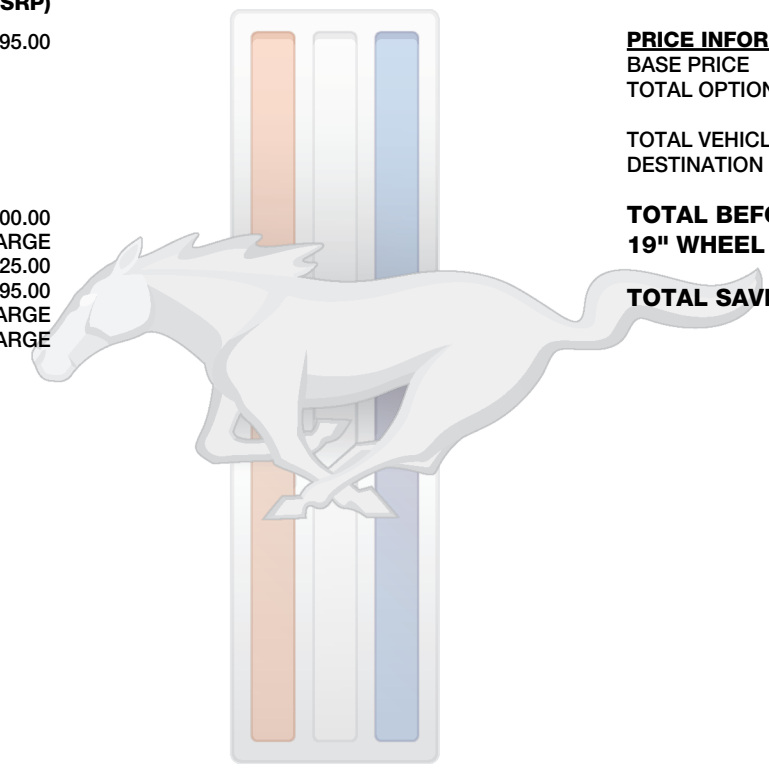 SRP)
95.00
00.00
ARGE
25.00
95.00
ARGE
ARGE
PRICE INFOR
BASE PRICE
TOTAL OPTION
TOTAL VEHICL
DESTINATION
TOTAL BEFO
19" WHEEL
TOTAL SAVI